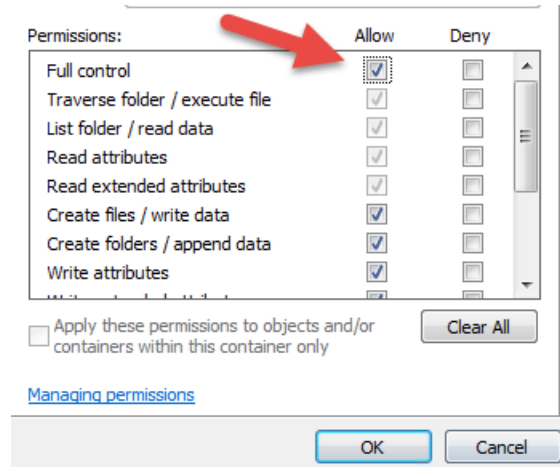 Permissions: Allow Deny
Full control
Traverse folder / execute file
List folder / read data
Read attributes
Read extended attributes
Create files / write data
Create folders / append data
Write attributes
Apply these permissions to objects and/or
containers within this container only
Clear All
Managing permissions
OK Cancel